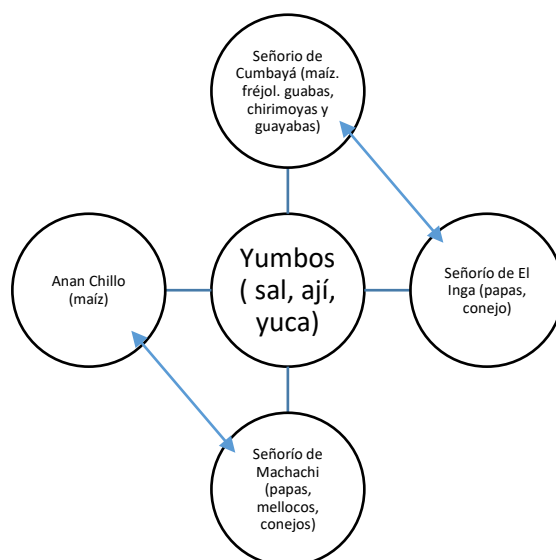 Señorio de
Cumbayá (maíz.
fréjol. guabas,
chirimoyas y
guayabas)
Anan Chillo
(maíz)
Yumbos
( sal, ají,
yuca)
Señorío de El
Inga (papas,
conejo)
Señorío de
Machachi
(papas,
mellocos,
conejos)